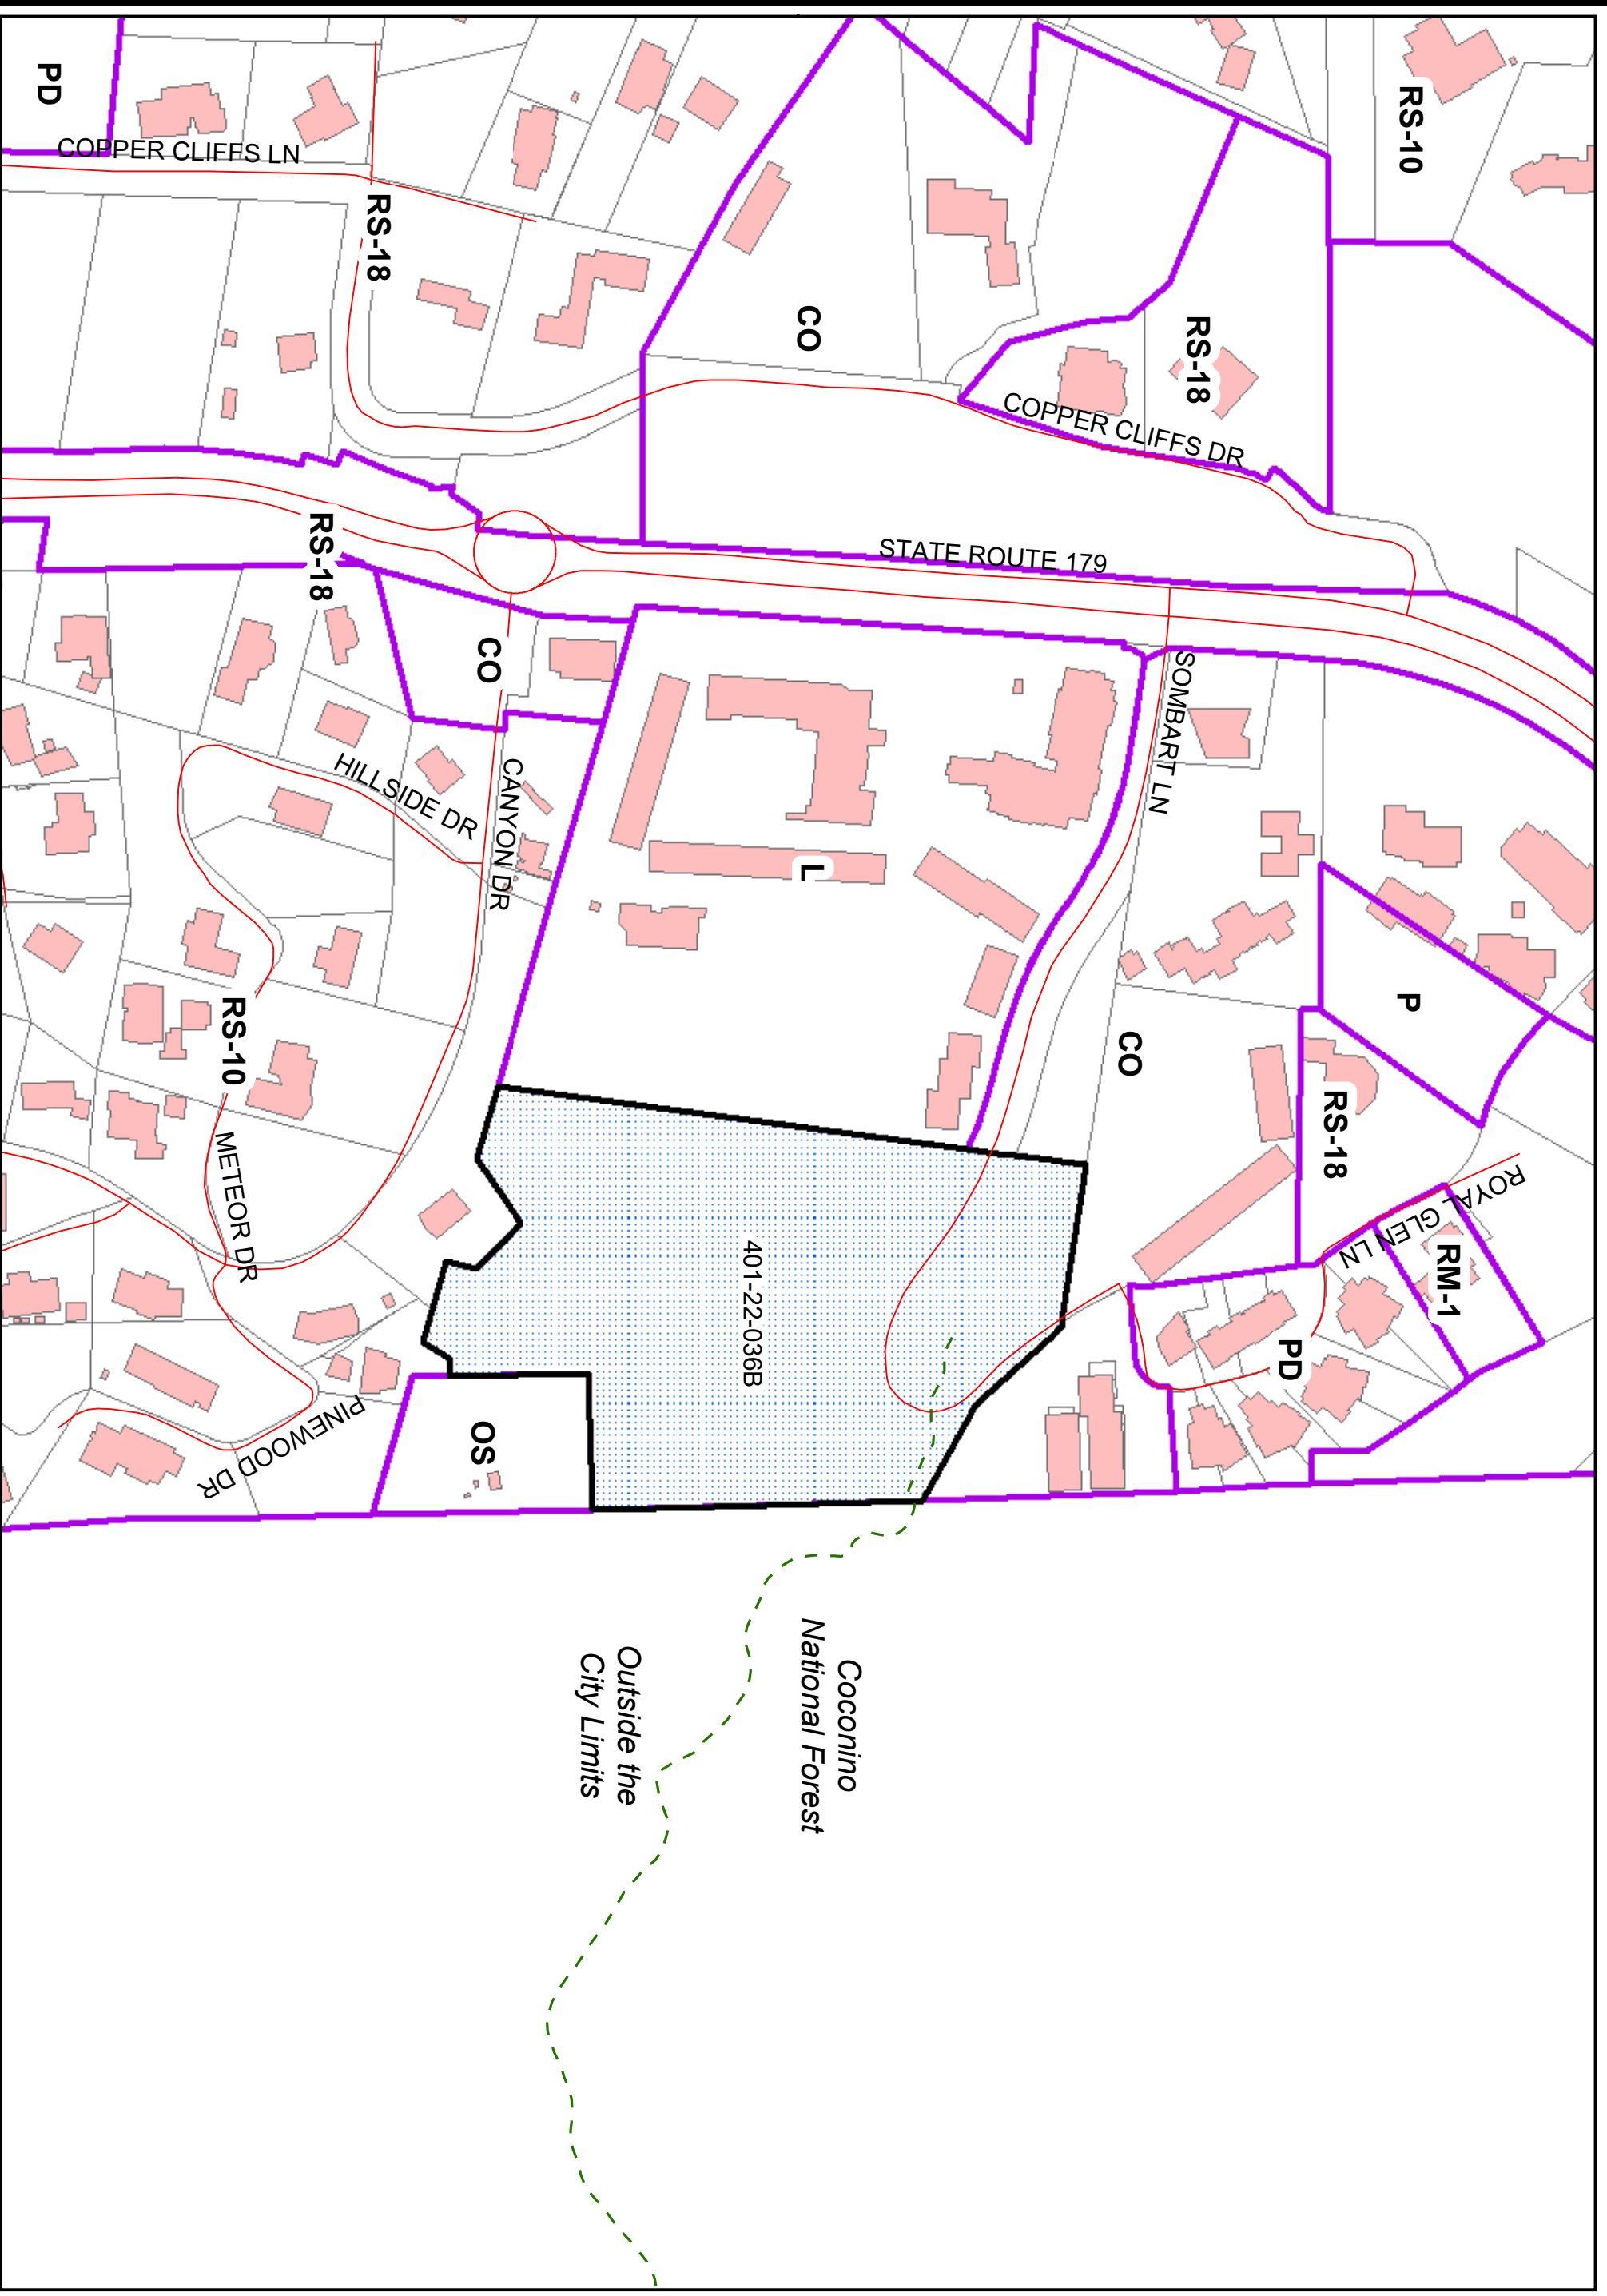 PD
COPPER CLIFFS LN
RS-18
CO
RS-18
RS-10
COPPER CLIFFS DR
STATE ROUTE 179
RS-18
CO
HILLSIDE DR
CANYON DR
L
SOMBART LN
CO
P
RS-18
RS-10
METEOR DR
PINEWOOD DR
OS
401-22-036B
ROYAL GLEN LN
RM-1
PD
Coconino
National Forest
Outside the
City Limits